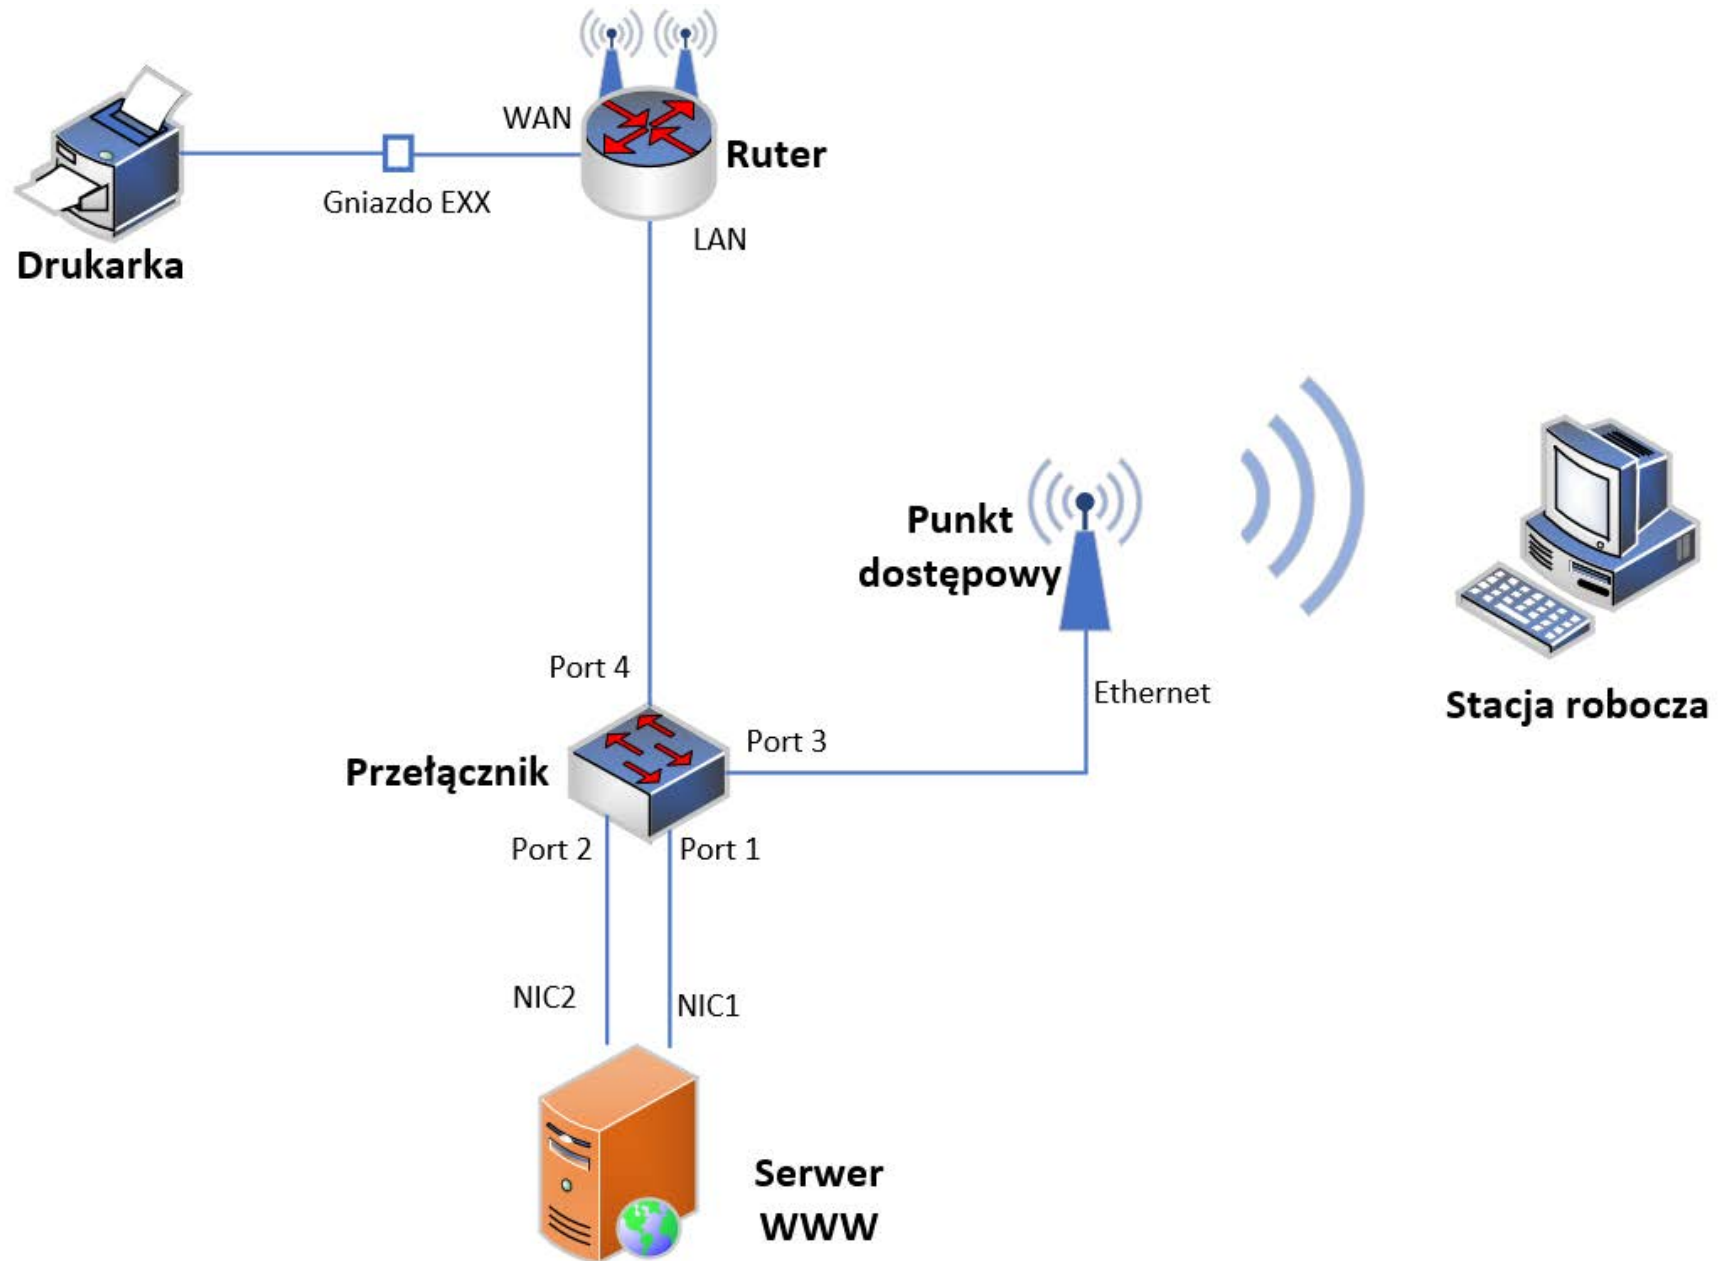 WAN
Ruter
Gniazdo EXX
LAN
Drukarka
Punkt
dostępowy
Port 4
Ethernet
Stacja robocza
Port 3
Przełącznik
Port 2
Port 1
NIC2
NIC1
Serwer
WWW